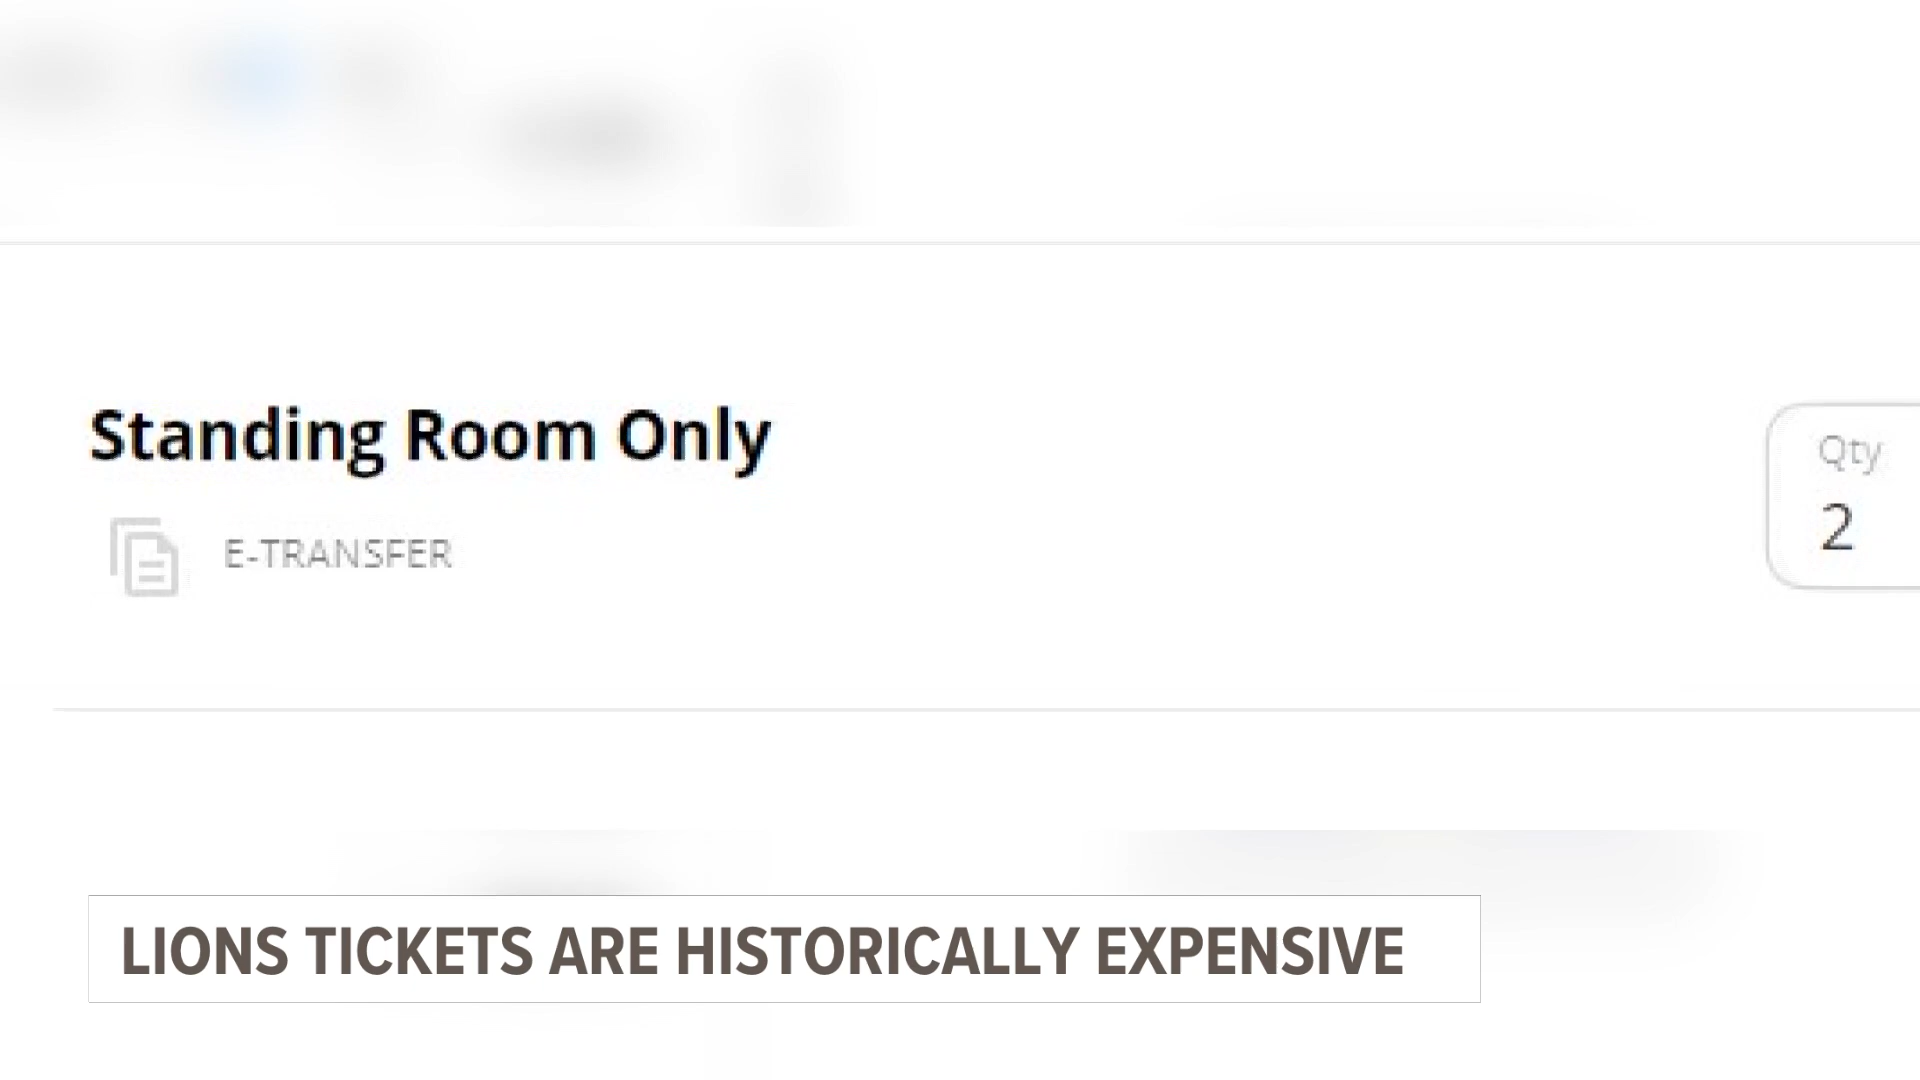 Standing Room Only
E-TRANSFER
Qty
2
LIONS TICKETS ARE HISTORICALLY EXPENSIVE